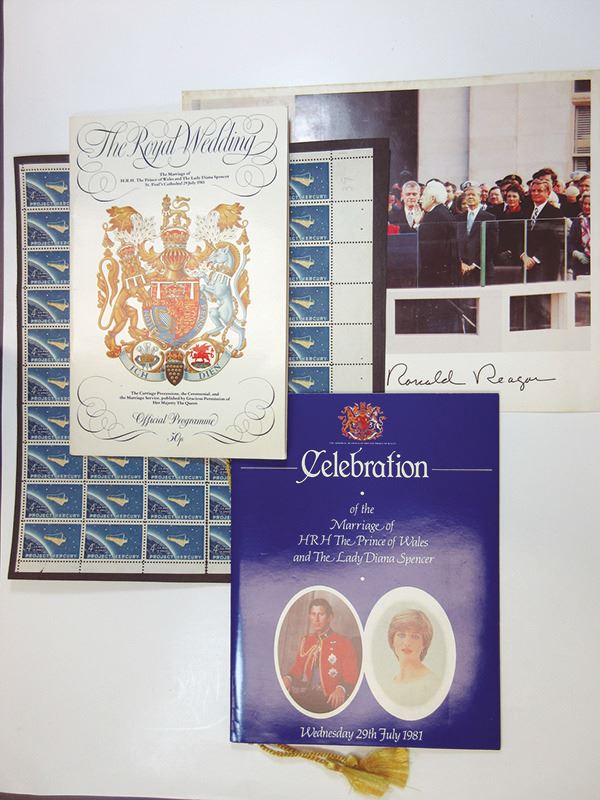 The Royal Wedding
The Marriage of
H.R.H. The Prince of Wales and The Lady Diana Spencer
St. Paul's Cathedral 29 July 1981
ICH DIEN
The Carriage Processions, the Ceremonial, and
the Marriage Service, published by Gracious Permission of
Her Majesty The Queen
Official Programme
50p
4¢
PROJECT MERCURY
37
Ronald Reagan
Celebration
of the
Marriage of
HRH The Prince of Wales
and The Lady Diana Spencer
Wednesday 29th July 1981